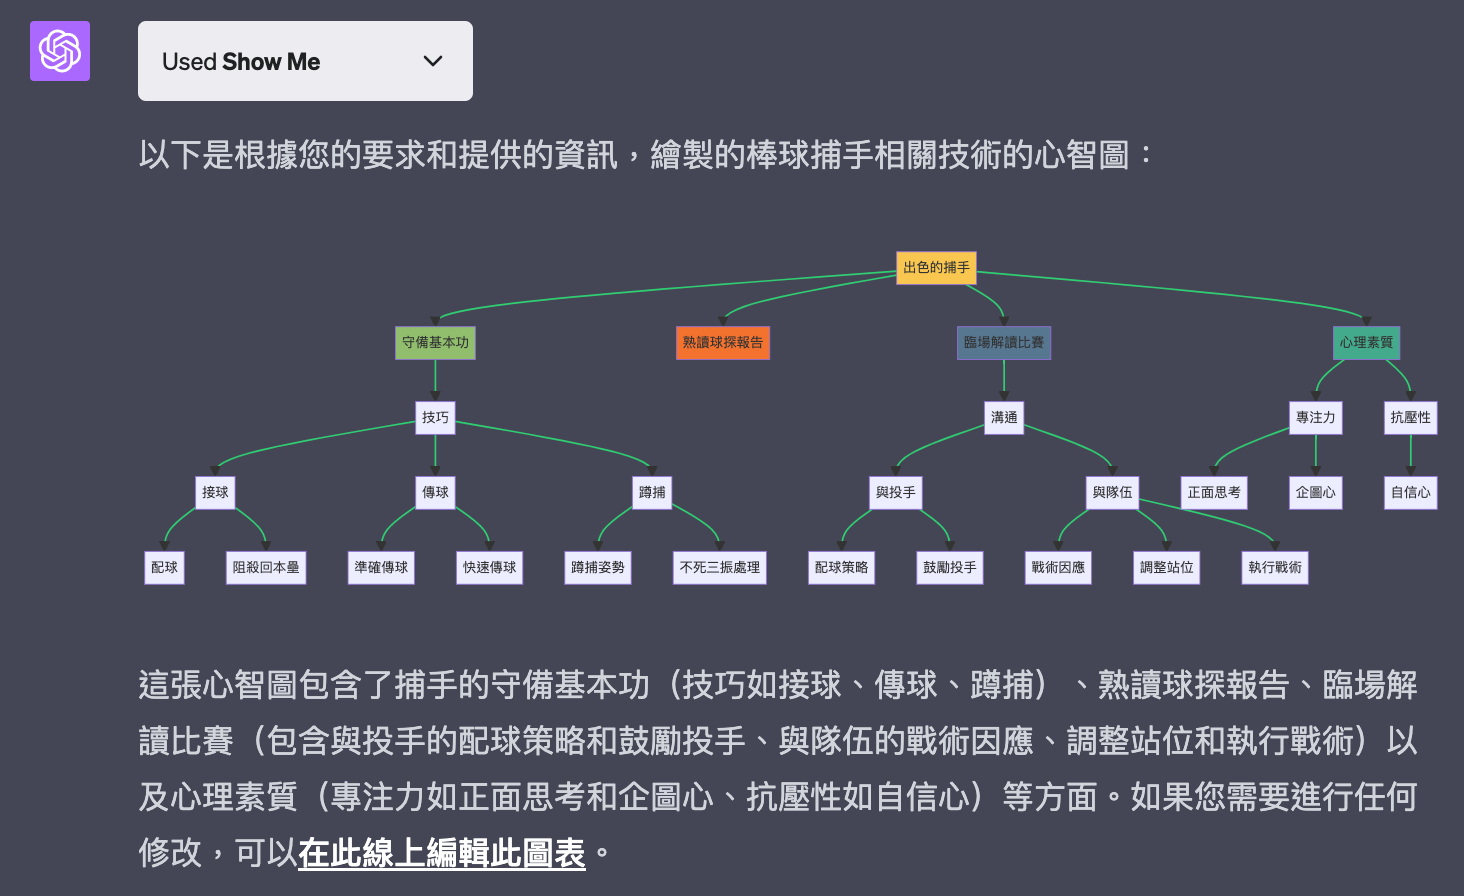 Used Show Me
以下是根據您的要求和提供的資訊，繪製的棒球捕手相關技術的心智圖：
出色的捕手
守備基本功
熟讀球探報告
臨場解讀比賽
心理素質
技巧
溝通
專注力
抗壓性
接球
傳球
蹲捕
與投手
與隊伍
正面思考
企圖心
自信心
配球
阻殺回本壘
準確傳球
快速傳球
蹲捕姿勢
不死三振處理
配球策略
鼓勵投手
戰術因應
調整站位
執行戰術
這張心智圖包含了捕手的守備基本功（技巧如接球、傳球、蹲捕）、熟讀球探報告、臨場解
讀比賽（包含與投手的配球策略和鼓勵投手、與隊伍的戰術因應、調整站位和執行戰術）以
及心理素質（專注力如正面思考和企圖心、抗壓性如自信心）等方面。如果您需要進行任何
修改，可以在此線上編輯此圖表。